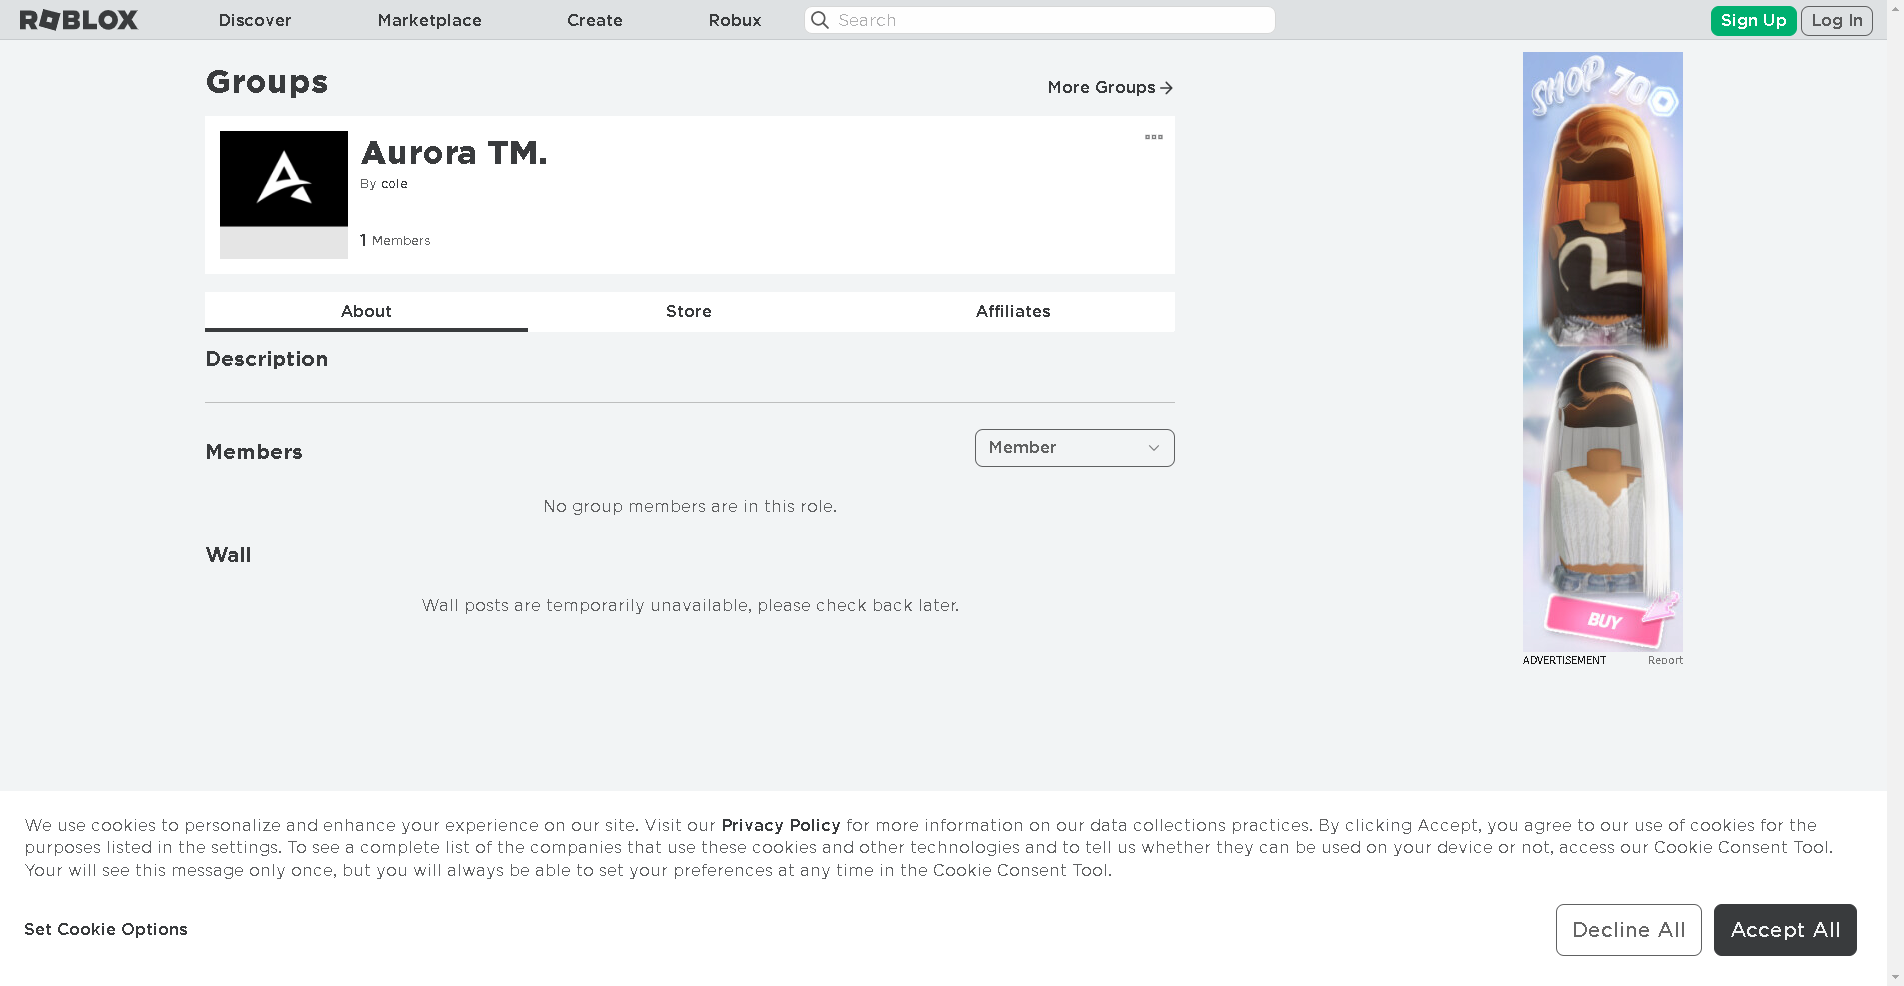 ROBLOX
Discover
Marketplace
Create
Robux
Search
Sign Up
Log In
Groups
More Groups
Aurora TM.
By cole
1 Members
About
Store
Affiliates
Description
Members
Member
No group members are in this role.
Wall
Wall posts are temporarily unavailable, please check back later.
SHOP 70
BUY
ADVERTISEMENT
Report
We use cookies to personalize and enhance your experience on our site. Visit our Privacy Policy for more information on our data collections practices. By clicking Accept, you agree to our use of cookies for the
purposes listed in the settings. To see a complete list of the companies that use these cookies and other technologies and to tell us whether they can be used on your device or not, access our Cookie Consent Tool.
Your will see this message only once, but you will always be able to set your preferences at any time in the Cookie Consent Tool.
Set Cookie Options
Decline All
Accept All